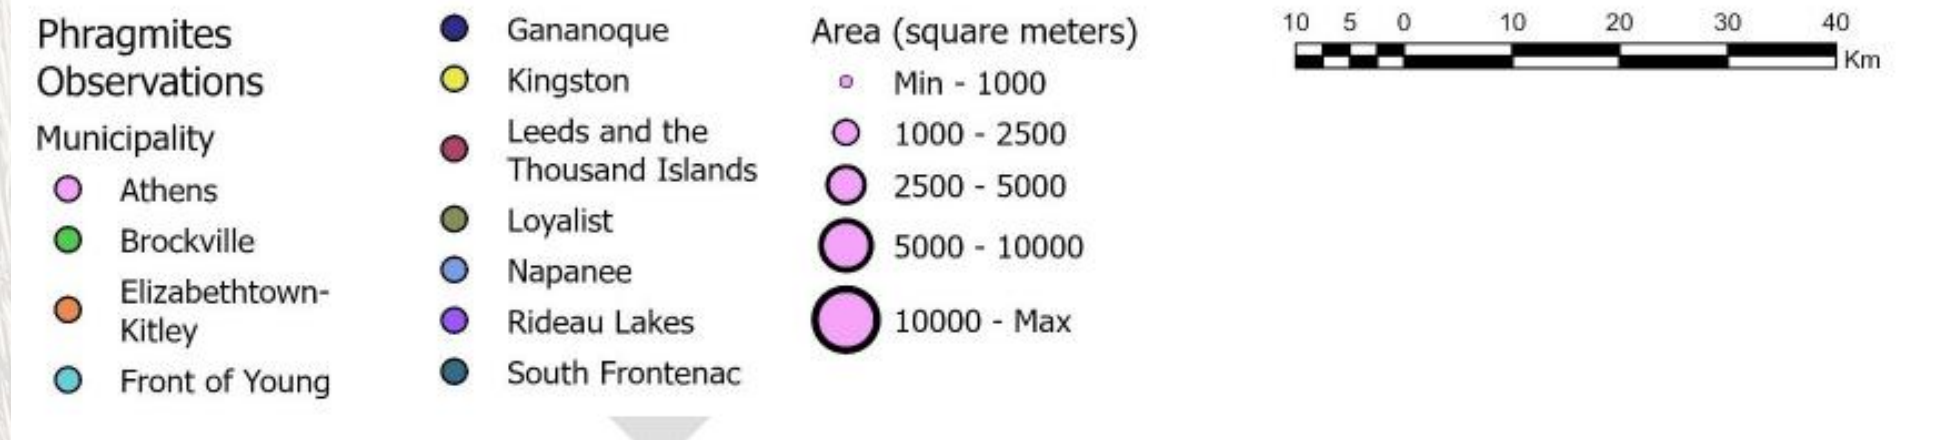 Phragmites
Observations
Municipality
Athens
Brockville
Elizabethtown-
Kitley
Front of Young
Gananoque
Kingston
Leeds and the
Thousand Islands
Loyalist
Napanee
Rideau Lakes
South Frontenac
Area (square meters)
Min - 1000
1000 - 2500
2500 - 5000
5000 - 10000
10000 - Max
10 5 0 10 20 30 40
Km